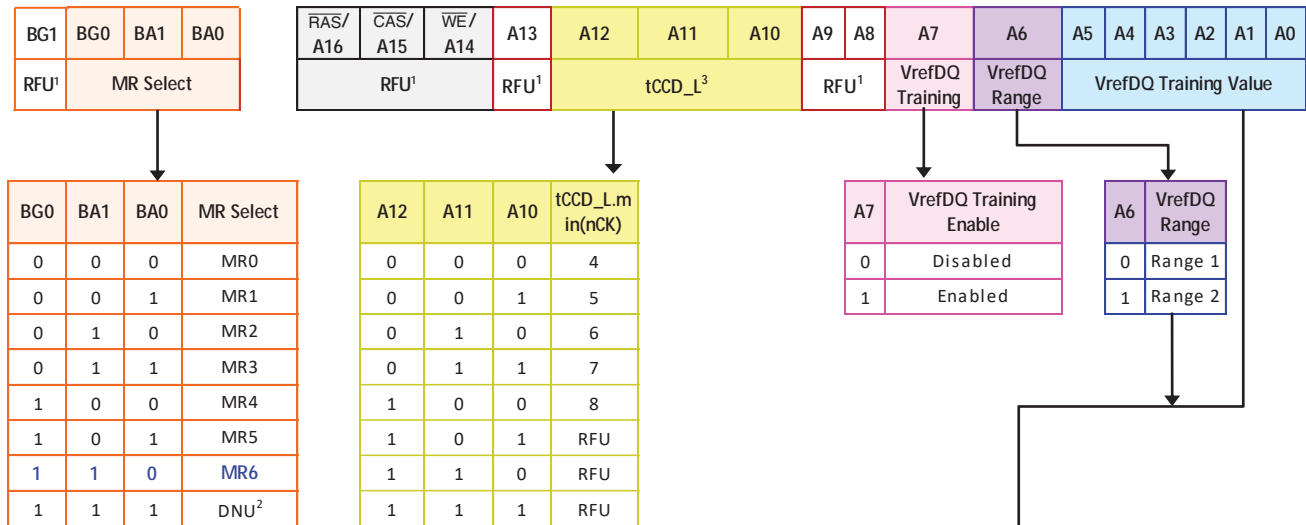 BG1 BG0 BA1 BA0
RFU¹ MR Select
RAS/ A16 CAS/ A15 WE/ A14 A13 A12 A11 A10 A9 A8 A7 A6 A5 A4 A3 A2 A1 A0
RFU¹ RFU¹ tCCD_L³ RFU¹ VrefDQ Training VrefDQ Range VrefDQ Training Value
BG0 BA1 BA0 MR Select
0 0 0 MR0
0 0 1 MR1
0 1 0 MR2
0 1 1 MR3
1 0 0 MR4
1 0 1 MR5
1 1 0 MR6
1 1 1 DNU²
A12 A11 A10 tCCD_L.m in(nCK)
0 0 0 4
0 0 1 5
0 1 0 6
0 1 1 7
1 0 0 8
1 0 1 RFU
1 1 0 RFU
1 1 1 RFU
A7 VrefDQ Training Enable
0 Disabled
1 Enabled
A6 VrefDQ Range
0 Range 1
1 Range 2